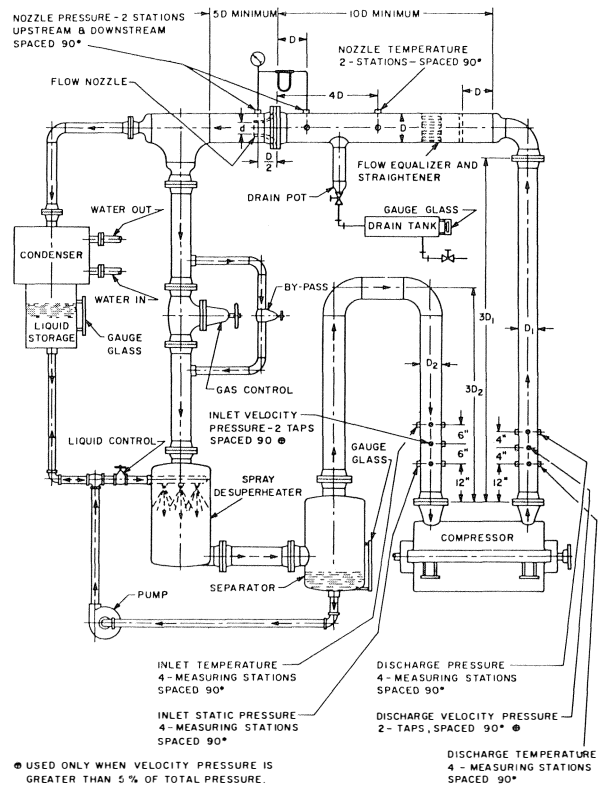 NOZZLE PRESSURE - 2 STATIONS
UPSTREAM & DOWNSTREAM
SPACED 90°
5D MINIMUM
10D MINIMUM
D
NOZZLE TEMPERATURE
2 - STATIONS - SPACED 90°
FLOW NOZZLE
4D
D
d
D
D/2
FLOW EQUALIZER AND
STRAIGHTENER
DRAIN POT
GAUGE GLASS
DRAIN TANK
WATER OUT
CONDENSER
WATER IN
LIQUID
STORAGE
GAUGE
GLASS
BY-PASS
GAS CONTROL
3D₁
D₁
3D₂
D₂
INLET VELOCITY
PRESSURE - 2 TAPS
SPACED 90 ⊕
6"
6"
12"
4"
4"
12"
LIQUID CONTROL
GAUGE
GLASS
SPRAY
DESUPERHEATER
COMPRESSOR
SEPARATOR
PUMP
INLET TEMPERATURE
4 - MEASURING STATIONS
SPACED 90°
DISCHARGE PRESSURE
4 - MEASURING STATIONS
SPACED 90°
INLET STATIC PRESSURE
4 - MEASURING STATIONS
SPACED 90°
DISCHARGE VELOCITY PRESSURE
2 - TAPS, SPACED 90° ⊕
DISCHARGE TEMPERATURE
4 - MEASURING STATIONS
SPACED 90°
⊕ USED ONLY WHEN VELOCITY PRESSURE IS
GREATER THAN 5 % OF TOTAL PRESSURE.